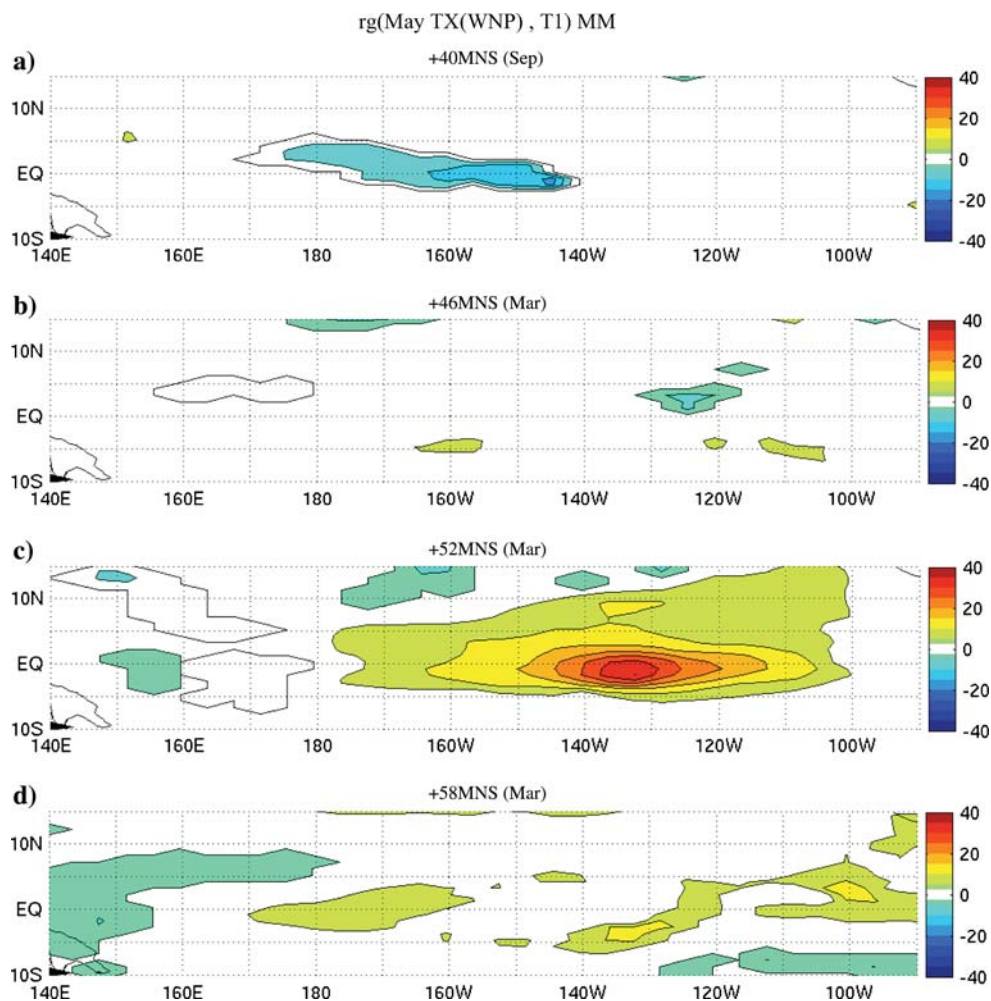 rg(May TX(WNP) , T1) MM
a)
+40MNS (Sep)
10N
EQ
10S
140E 160E 180 160W 140W 120W 100W
40
20
0
-20
-40
b)
+46MNS (Mar)
10N
EQ
10S
140E 160E 180 160W 140W 120W 100W
40
20
0
-20
-40
c)
+52MNS (Mar)
10N
EQ
10S
140E 160E 180 160W 140W 120W 100W
40
20
0
-20
-40
d)
+58MNS (Mar)
10N
EQ
10S
140E 160E 180 160W 140W 120W 100W
40
20
0
-20
-40